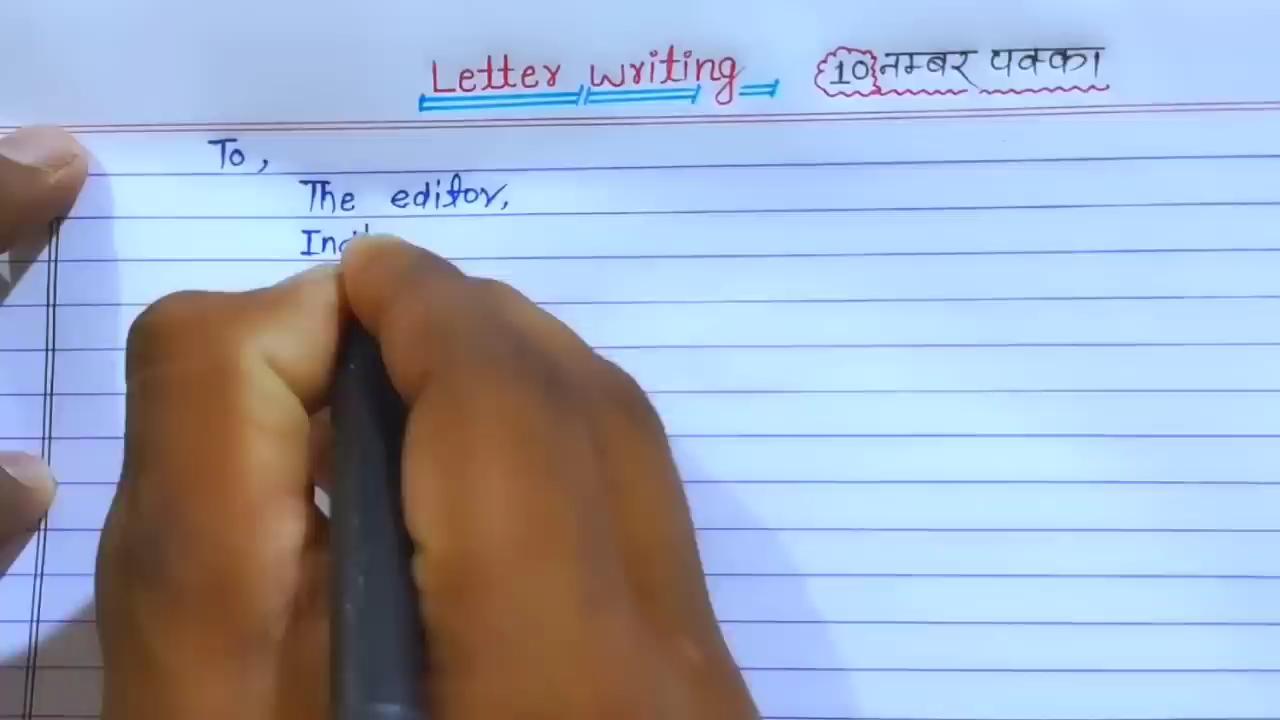 Letter writing 10 नम्बर पक्का
To,
The editor,